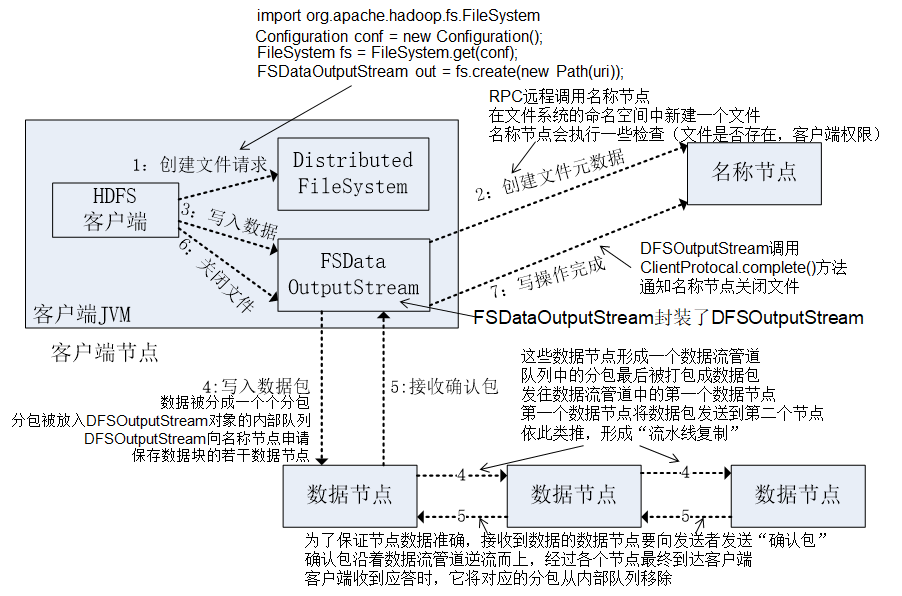 import org.apache.hadoop.fs.FileSystem
Configuration conf = new Configuration();
FileSystem fs = FileSystem.get(conf);
FSDataOutputStream out = fs.create(new Path(uri));
RPC远程调用名称节点
在文件系统的命名空间中新建一个文件
名称节点会执行一些检查（文件是否存在，客户端权限）
1：创建文件请求
Distributed
FileSystem
2：创建文件元数据
名称节点
HDFS
客户端
3：写入数据
6：关闭文件
FSData
OutputStream
7：写操作完成
DFSOutputStream调用
ClientProtocal.complete()方法
通知名称节点关闭文件
客户端JVM
FSDataOutputStream封装了DFSOutputStream
客户端节点
4:写入数据包
数据被分成一个个分包
分包被放入DFSOutputStream对象的内部队列
DFSOutputStream向名称节点申请
保存数据块的若干数据节点
5:接收确认包
这些数据节点形成一个数据流管道
队列中的分包最后被打包成数据包
发往数据流管道中的第一个数据节点
第一个数据节点将数据包发送到第二个节点
依此类推，形成“流水线复制”
数据节点
4
5
数据节点
4
5
数据节点
为了保证节点数据准确，接收到数据的数据节点要向发送者发送“确认包”
确认包沿着数据流管道逆流而上，经过各个节点最终到达客户端
客户端收到应答时，它将对应的分包从内部队列移除